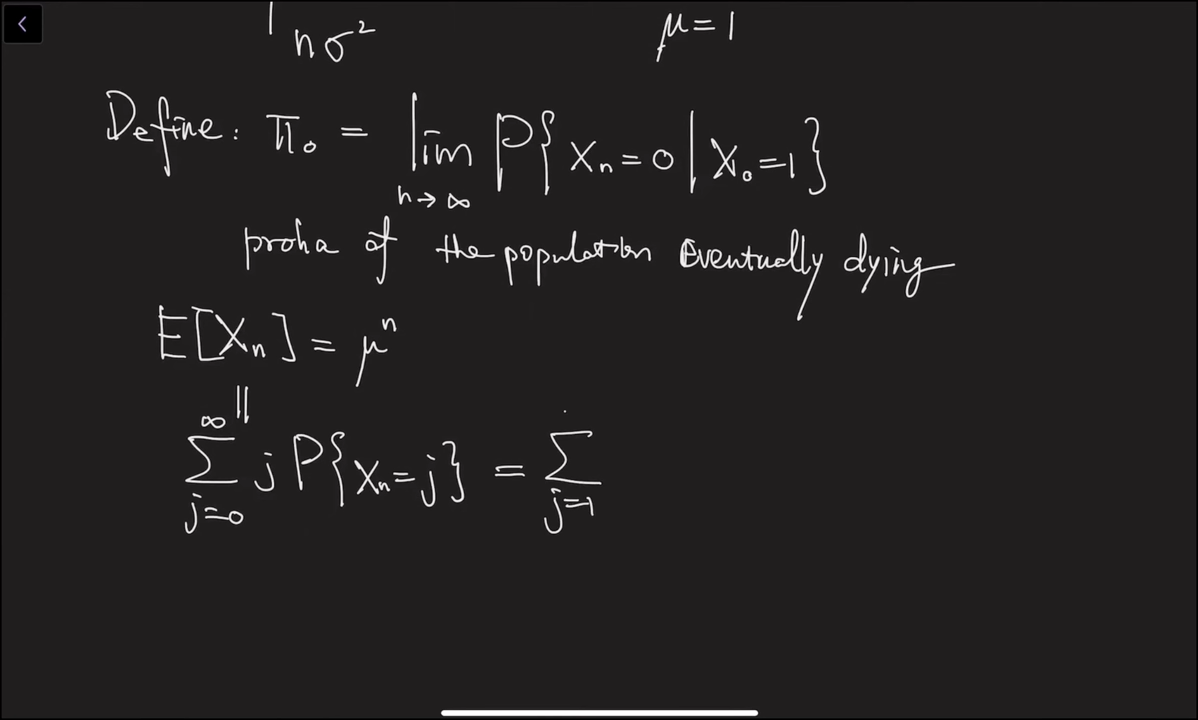 nσ² μ = 1
Define: π₀ = lim P{Xₙ = 0 | X₀ = 1}
n → ∞
proba of the population Eventually dying
E[Xₙ] = μⁿ
||
∞
∑ j P{Xₙ = j} = ∑
j=0 j=1